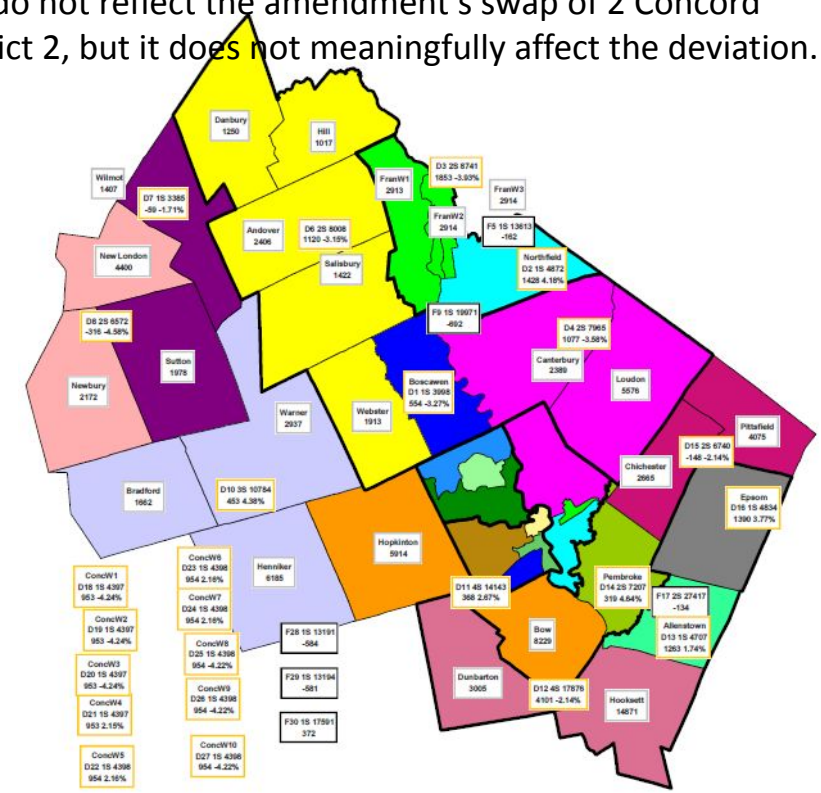 do not reflect the amendment's swap of 2 Concord
ict 2, but it does not meaningfully affect the deviation.
Danbury
1250
Hill
1017
Wilmot
1407
D7 1S 3385
-59 -1.71%
FranW1
2913
D3 2S 8741
1853 -3.93%
FranW3
2914
FranW2
2914
F5 1S 13613
-162
Andover
2406
D6 2S 8008
1120 -3.15%
New London
4400
Salisbury
1422
Northfield
D2 1S 4872
1428 4.18%
D8 2S 6572
-316 -4.58%
F9 1S 19971
-692
D4 2S 7965
1077 -3.58%
Canterbury
2389
Sutton
1978
Newbury
2172
Boscawen
D1 1S 3998
554 -3.27%
Loudon
5576
Warner
2937
Webster
1913
Pittsfield
4075
D15 2S 6740
-148 -2.14%
Chichester
2665
Bradford
1662
D10 3S 10784
453 4.38%
Epsom
D16 1S 4834
1390 3.77%
Hopkinton
5914
ConcW6
D23 1S 4398
954 2.16%
Henniker
6185
ConcW1
D18 1S 4397
953 -4.24%
D11 4S 14143
368 2.67%
Pembroke
D14 2S 7207
319 4.64%
F17 2S 27417
-134
ConcW7
D24 1S 4398
954 2.16%
ConcW2
D19 1S 4397
953 -4.24%
F28 1S 13191
-584
Bow
8229
Allenstown
D13 1S 4707
1263 1.74%
ConcW8
D25 1S 4398
954 -4.22%
ConcW3
D20 1S 4397
953 -4.24%
F29 1S 13194
-581
Dunbarton
3005
D12 4S 17876
4101 -2.14%
Hooksett
14871
ConcW9
D26 1S 4398
954 -4.22%
ConcW4
D21 1S 4397
953 2.15%
F30 1S 17591
372
ConcW10
D27 1S 4398
954 -4.22%
ConcW5
D22 1S 4398
954 2.16%